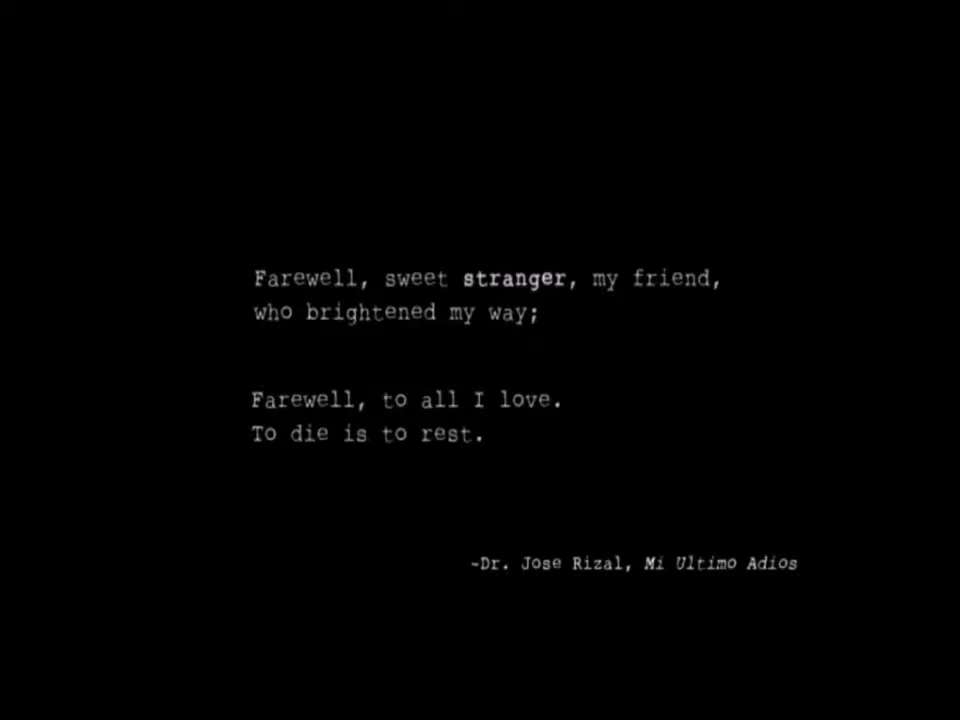 Farewell, sweet stranger, my friend,
who brightened my way;
Farewell, to all I love.
To die is to rest.
~Dr. Jose Rizal, Mi Ultimo Adios